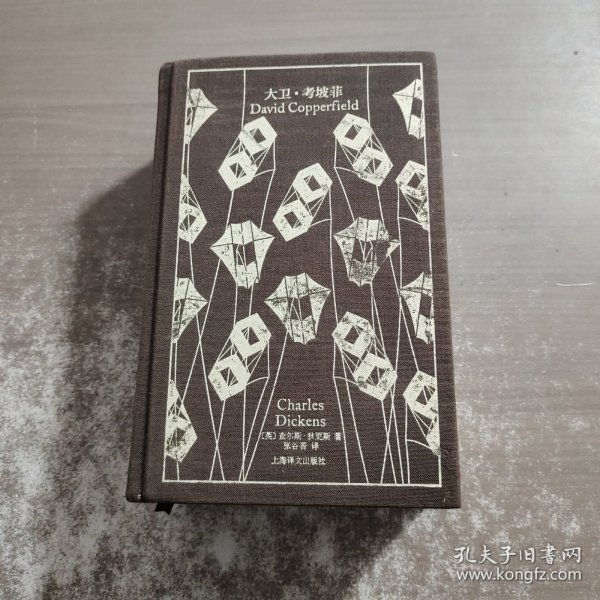 大卫·考坡菲
David Copperfield
Charles
Dickens
[英] 查尔斯·狄更斯 著
张谷若 译
上海译文出版社
孔夫子旧书网
www.kongfz.com